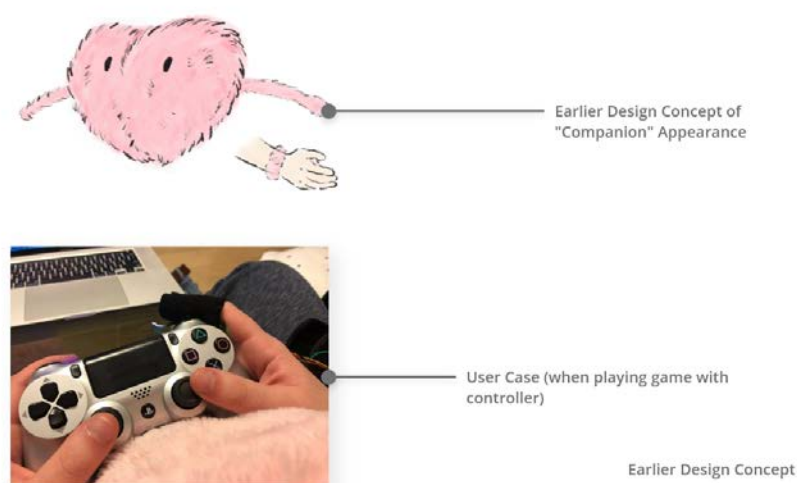 Earlier Design Concept of
"Companion" Appearance
User Case (when playing game with
controller)
Earlier Design Concept